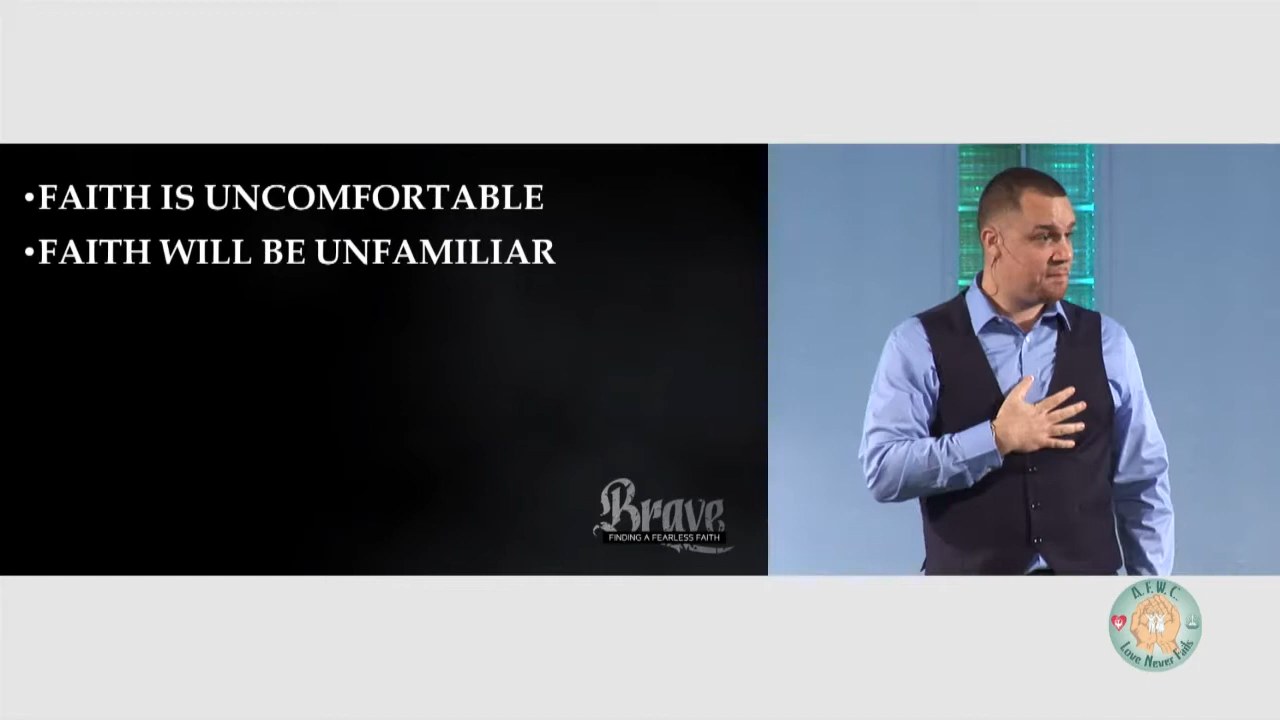 •FAITH IS UNCOMFORTABLE
•FAITH WILL BE UNFAMILIAR
Brave
FINDING A FEARLESS FAITH
A.F.W.C.
Love Never Fails